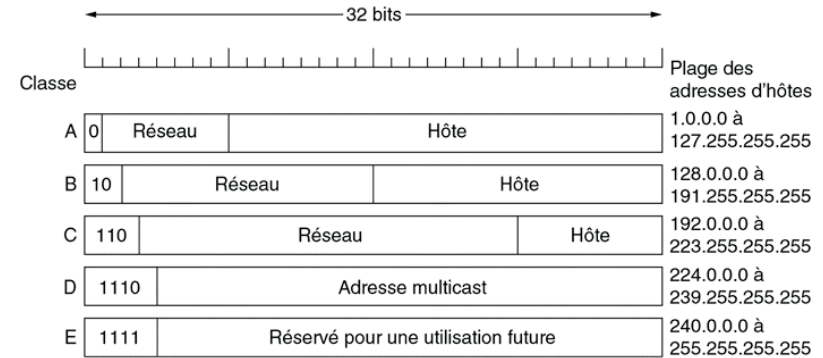 32 bits
Classe
Plage des
adresses d'hôtes
A 0 Réseau Hôte 1.0.0.0 à
127.255.255.255
B 10 Réseau Hôte 128.0.0.0 à
191.255.255.255
C 110 Réseau Hôte 192.0.0.0 à
223.255.255.255
D 1110 Adresse multicast 224.0.0.0 à
239.255.255.255
E 1111 Réservé pour une utilisation future 240.0.0.0 à
255.255.255.255